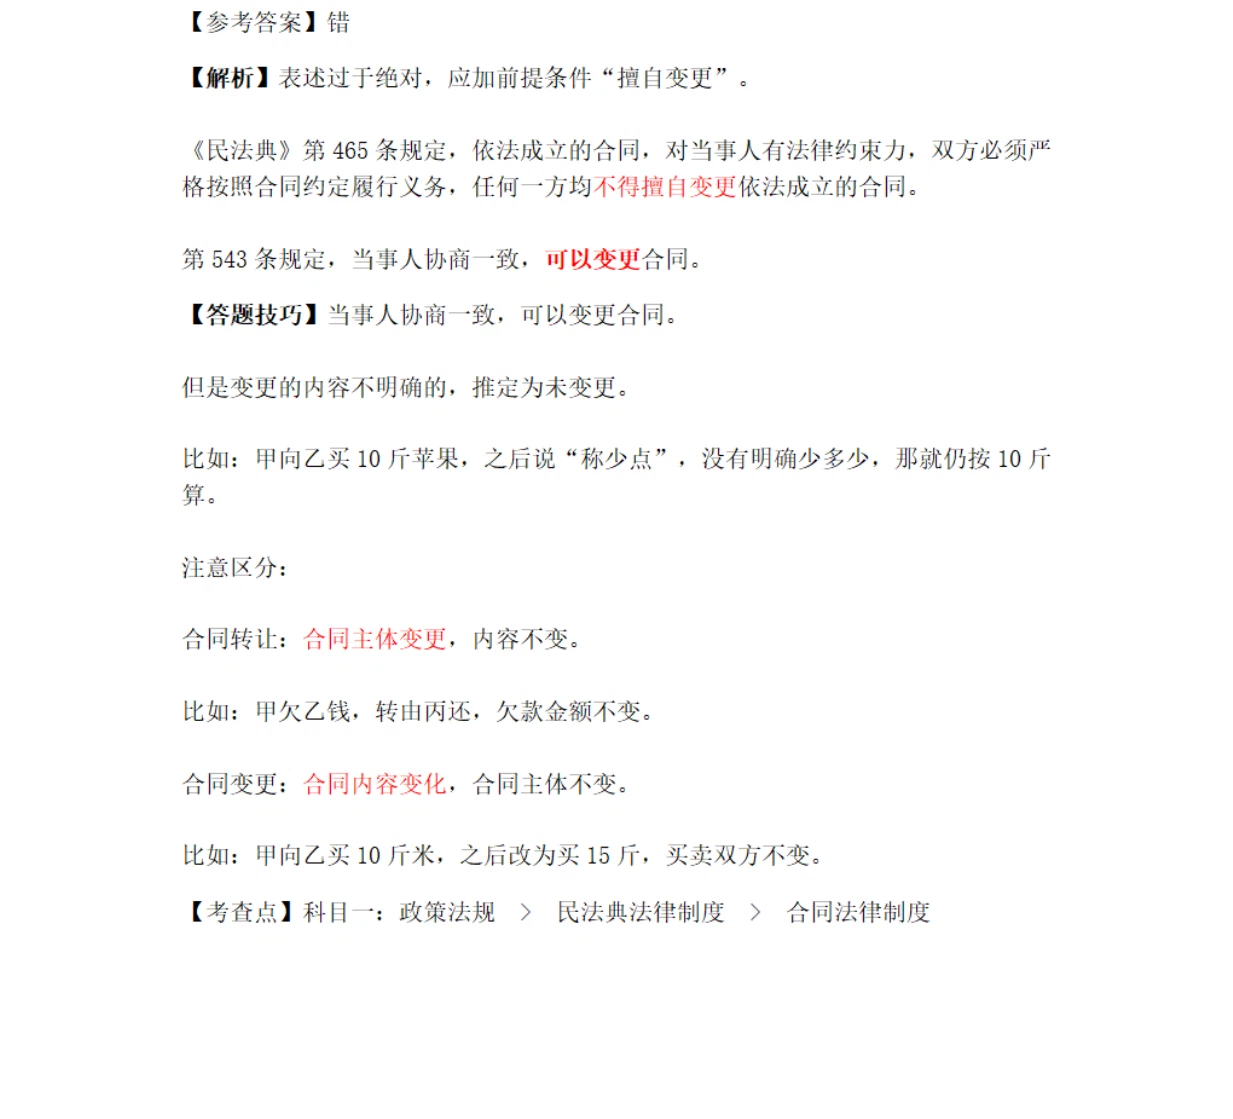 【参考答案】错
【解析】表述过于绝对，应加前提条件“擅自变更”。
《民法典》第 465 条规定，依法成立的合同，对当事人有法律约束力，双方必须严
格按照合同约定履行义务，任何一方均不得擅自变更依法成立的合同。
第 543 条规定，当事人协商一致，可以变更合同。
【答题技巧】当事人协商一致，可以变更合同。
但是变更的内容不明确的，推定为未变更。
比如：甲向乙买 10 斤苹果，之后说“称少点”，没有明确少多少，那就仍按 10 斤
算。
注意区分：
合同转让：合同主体变更，内容不变。
比如：甲欠乙钱，转由丙还，欠款金额不变。
合同变更：合同内容变化，合同主体不变。
比如：甲向乙买 10 斤米，之后改为买 15 斤，买卖双方不变。
【考查点】科目一：政策法规 > 民法典法律制度 > 合同法律制度